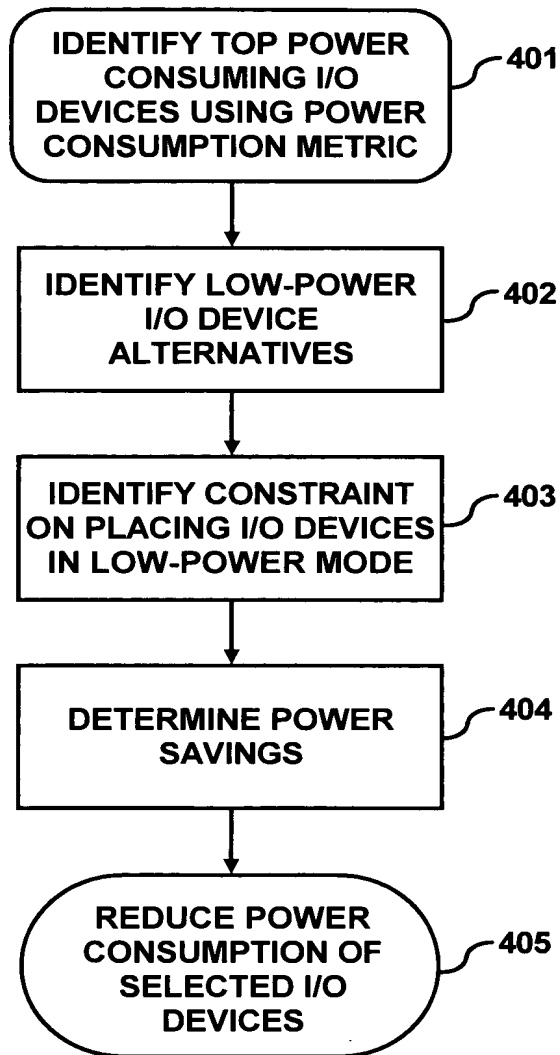 IDENTIFY TOP POWER
CONSUMING I/O
DEVICES USING POWER
CONSUMPTION METRIC
401
IDENTIFY LOW-POWER
I/O DEVICE
ALTERNATIVES
402
IDENTIFY CONSTRAINT
ON PLACING I/O DEVICES
IN LOW-POWER MODE
403
DETERMINE POWER
SAVINGS
404
REDUCE POWER
CONSUMPTION OF
SELECTED I/O
DEVICES
405